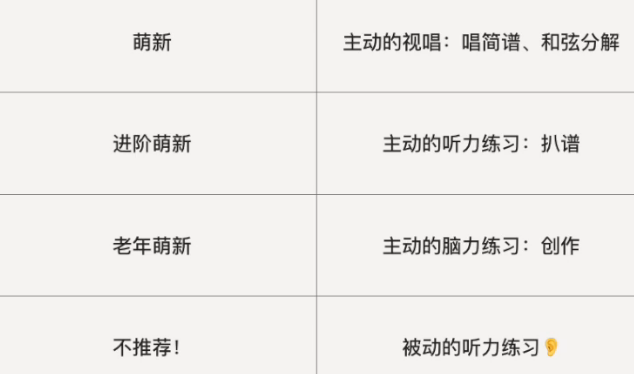 萌新
主动的视唱：唱简谱、和弦分解
进阶萌新
主动的听力练习：扒谱
老年萌新
主动的脑力练习：创作
不推荐！
被动的听力练习👂